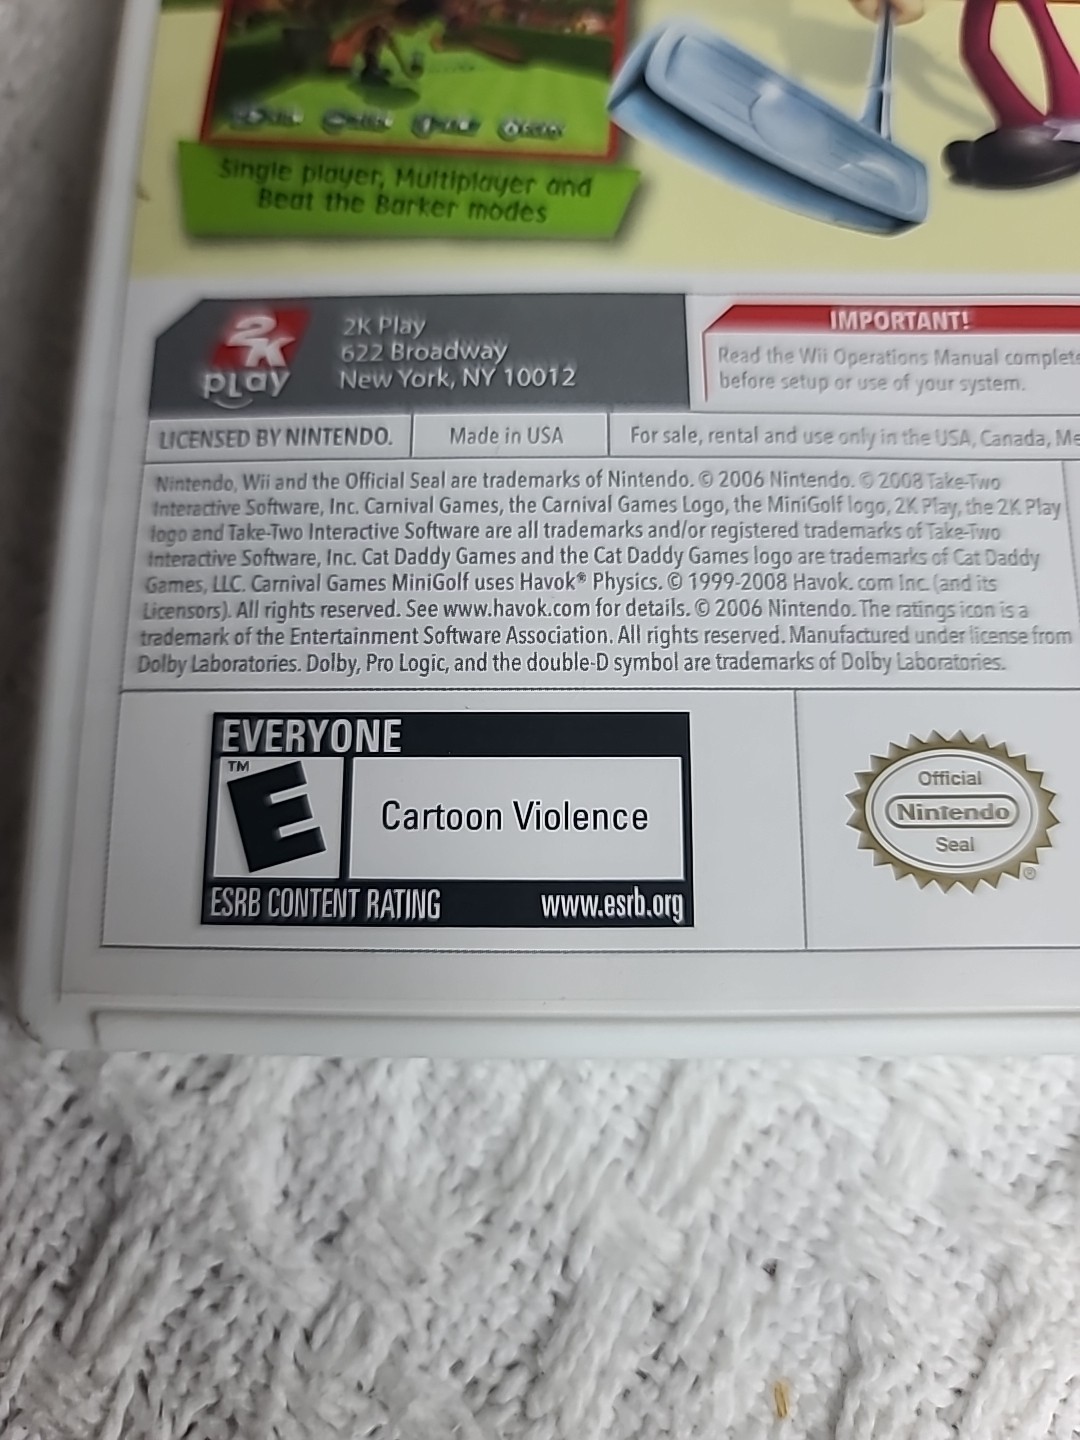 Single player, Multiplayer and
Beat the Barker modes
2K
PLay
2K Play
622 Broadway
New York, NY 10012
IMPORTANT!
Read the Wii Operations Manual complete
before setup or use of your system.
LICENSED BY NINTENDO.
Made in USA
For sale, rental and use only in the USA, Canada, Me
Nintendo, Wii and the Official Seal are trademarks of Nintendo. © 2006 Nintendo. © 2008 Take-Two
Interactive Software, Inc. Carnival Games, the Carnival Games Logo, the MiniGolf logo, 2K Play, the 2K Play
logo and Take-Two Interactive Software are all trademarks and/or registered trademarks of Take-Two
Interactive Software, Inc. Cat Daddy Games and the Cat Daddy Games logo are trademarks of Cat Daddy
Games, LLC. Carnival Games MiniGolf uses Havok® Physics. © 1999-2008 Havok. com Inc. (and its
Licensors). All rights reserved. See www.havok.com for details. © 2006 Nintendo. The ratings icon is a
trademark of the Entertainment Software Association. All rights reserved. Manufactured under license from
Dolby Laboratories. Dolby, Pro Logic, and the double-D symbol are trademarks of Dolby Laboratories.
EVERYONE
TM
E
Cartoon Violence
ESRB CONTENT RATING www.esrb.org
Official
Nintendo
Seal
®